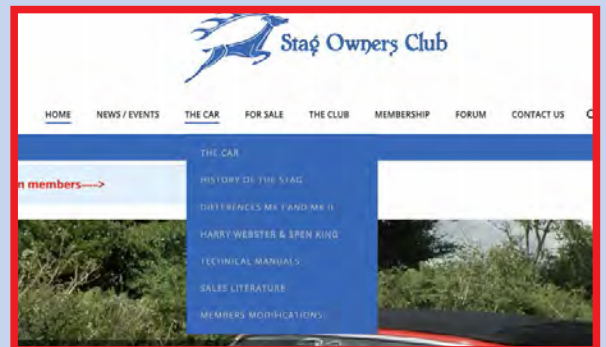 Stag Owners Club
HOME NEWS / EVENTS THE CAR FOR SALE THE CLUB MEMBERSHIP FORUM CONTACT US
THE CAR
n members---->
HISTORY OF THE STAG
DIFFERENCES MK I AND MK II
HARRY WEBSTER & SPEN KING
TECHNICAL MANUALS
SALES LITERATURE
MEMBERS MODIFICATIONS